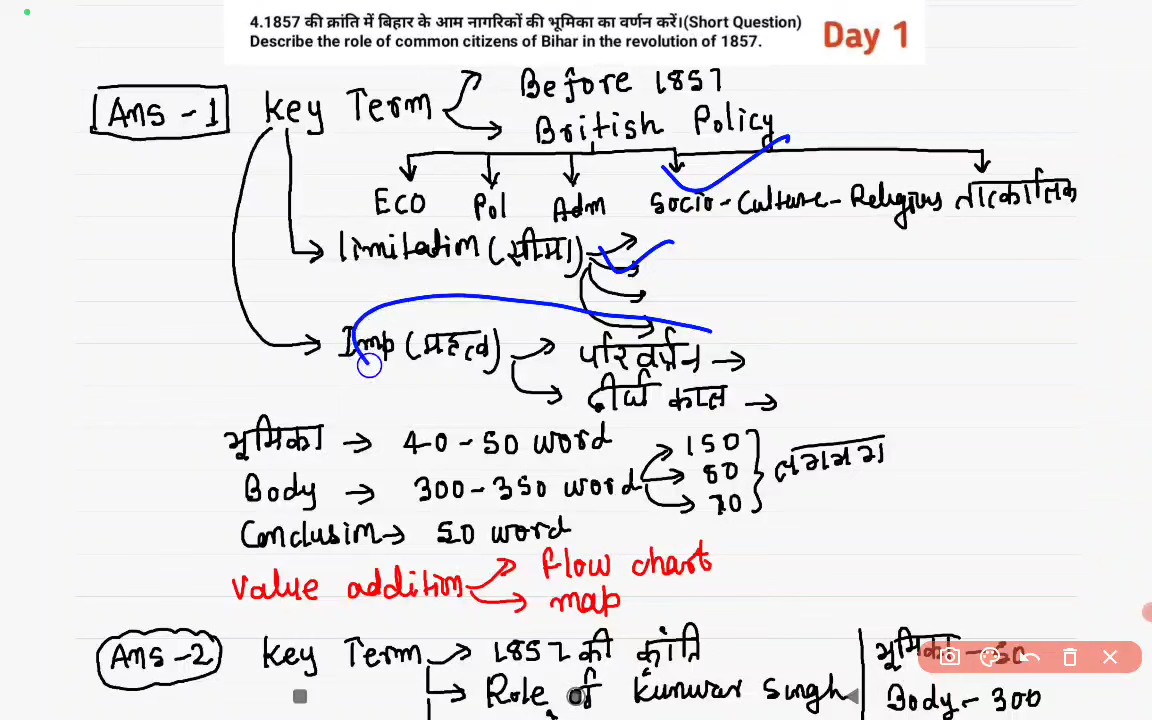 4.1857 की क्रांति में बिहार के आम नागरिकों की भूमिका का वर्णन करें।(Short Question)
Describe the role of common citizens of Bihar in the revolution of 1857.
Day 1
Ans - 1
Key Term
Before 1857
British Policy
Eco Pol Adm Socio - Culture - Religious तात्कालिक
limitation (सीमा)
Imp (महत्व)
परिवर्तन
दीर्घ काल
भूमिका → 40-50 word
Body → 300-350 word
150
80
70
लगभग
Conclusim → 50 word
Value addition
flow chart
map
Ans - 2
Key Term → 1857 की क्रांति
Role of Kunwar Singh
भूमिका - 50
Body - 300